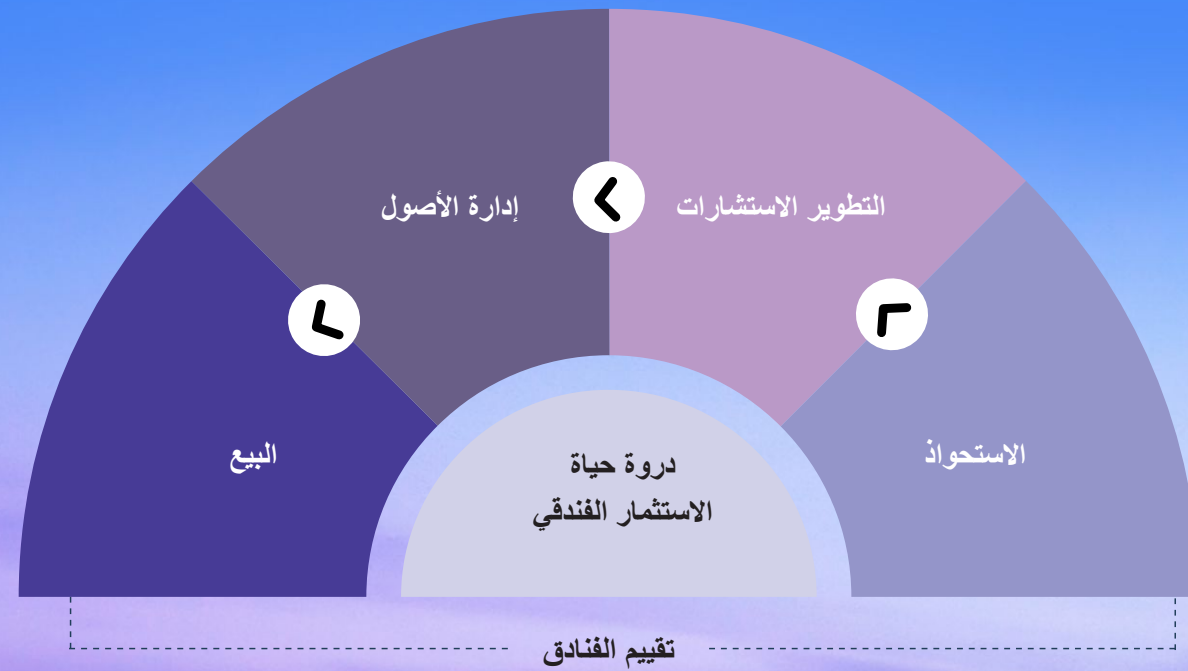 التطوير الاستشارات
إدارة الأصول
الاستحواذ
البيع
دروة حياة
الاستثمار الفندقي
تقييم الفنادق